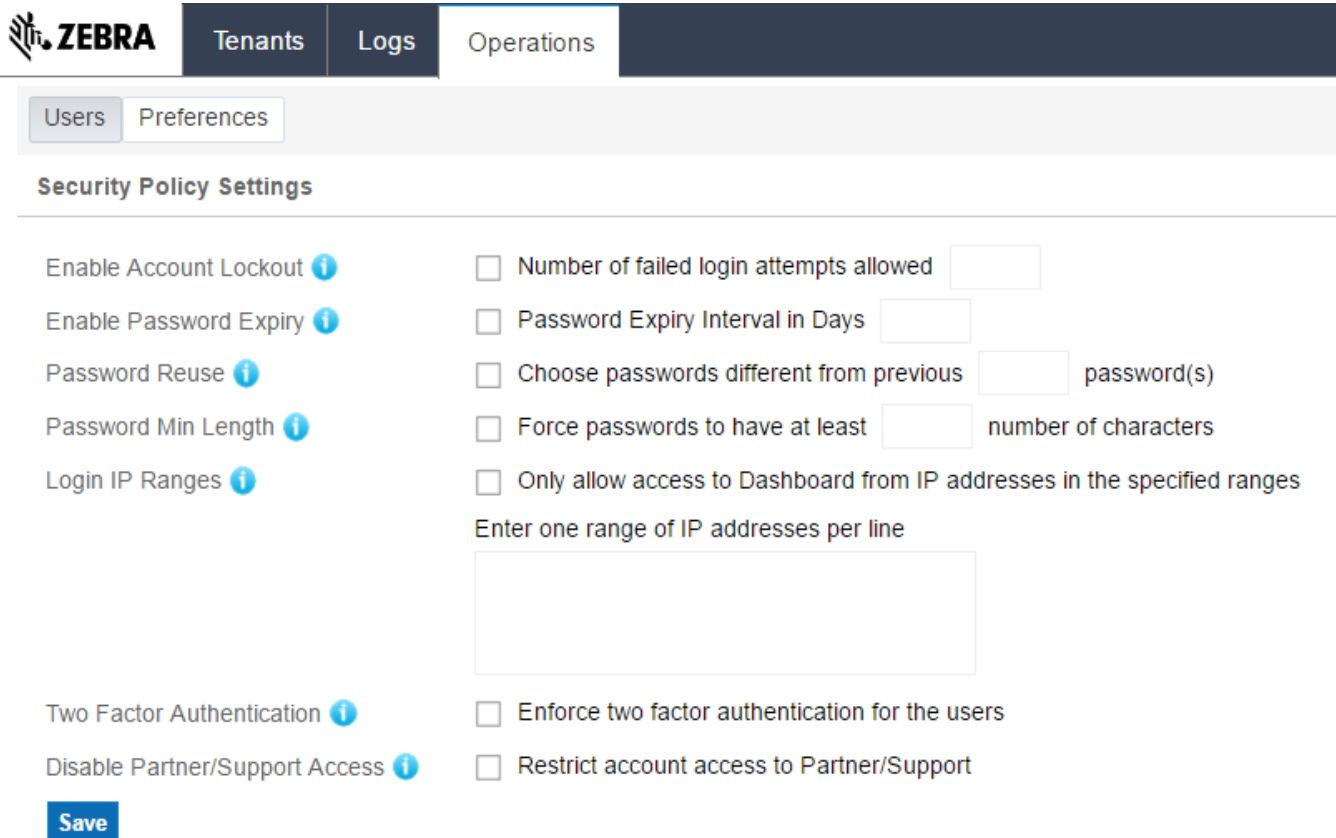 ZEBRA Tenants Logs Operations
Users Preferences
Security Policy Settings
Enable Account Lockout Number of failed login attempts allowed
Enable Password Expiry Password Expiry Interval in Days
Password Reuse Choose passwords different from previous password(s)
Password Min Length Force passwords to have at least number of characters
Login IP Ranges Only allow access to Dashboard from IP addresses in the specified ranges
Enter one range of IP addresses per line
Two Factor Authentication Enforce two factor authentication for the users
Disable Partner/Support Access Restrict account access to Partner/Support
Save